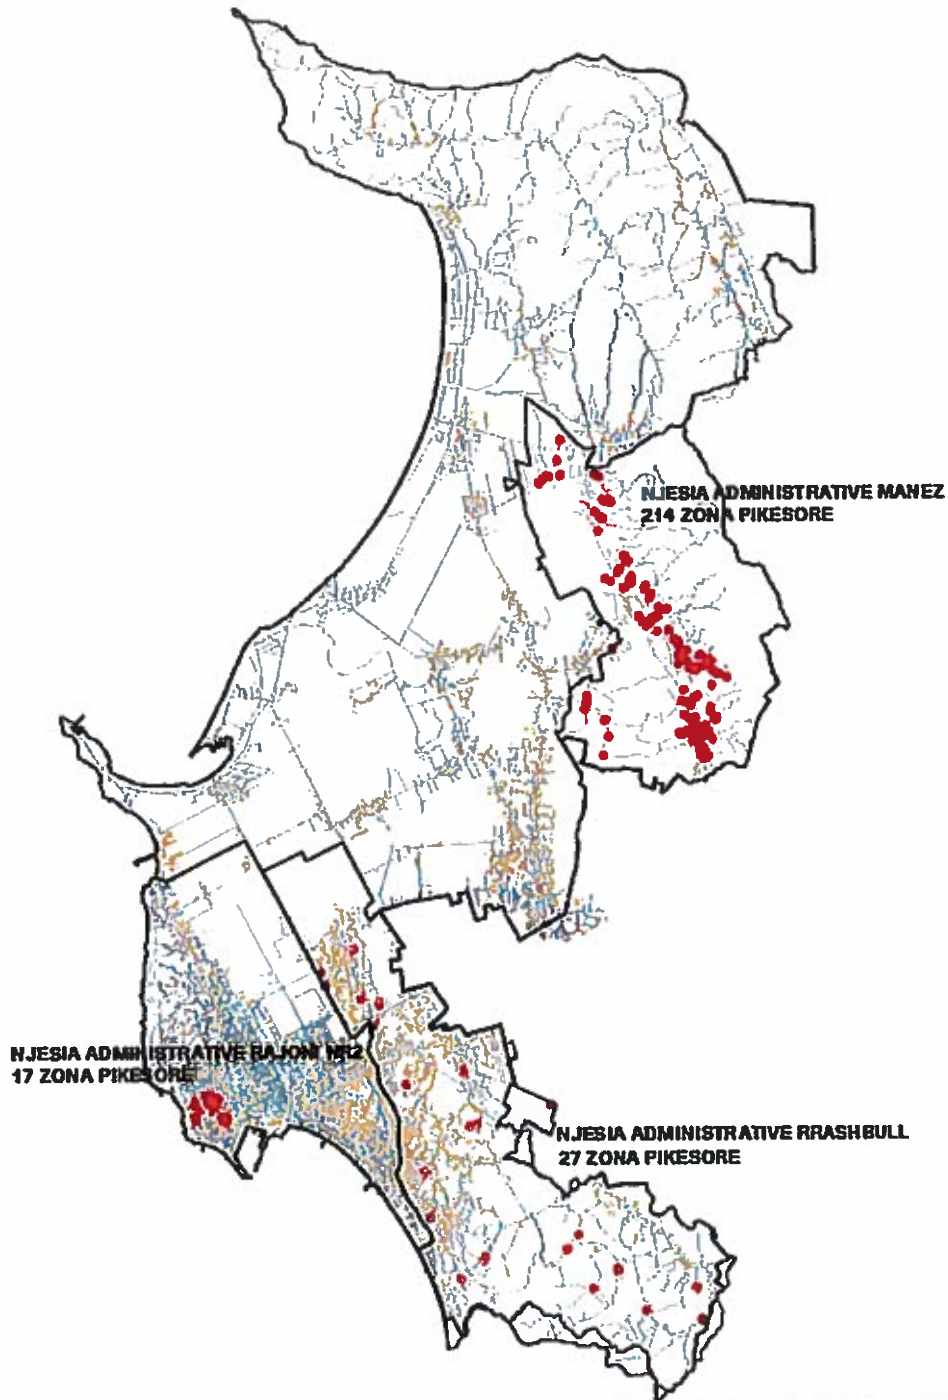 NJESIA ADMINISTRATIVE MANEZ
214 ZONA PIKESORE
NJESIA ADMINISTRATIVE RAJONI NR2
17 ZONA PIKESORE
NJESIA ADMINISTRATIVE RRASHBULL
27 ZONA PIKESORE